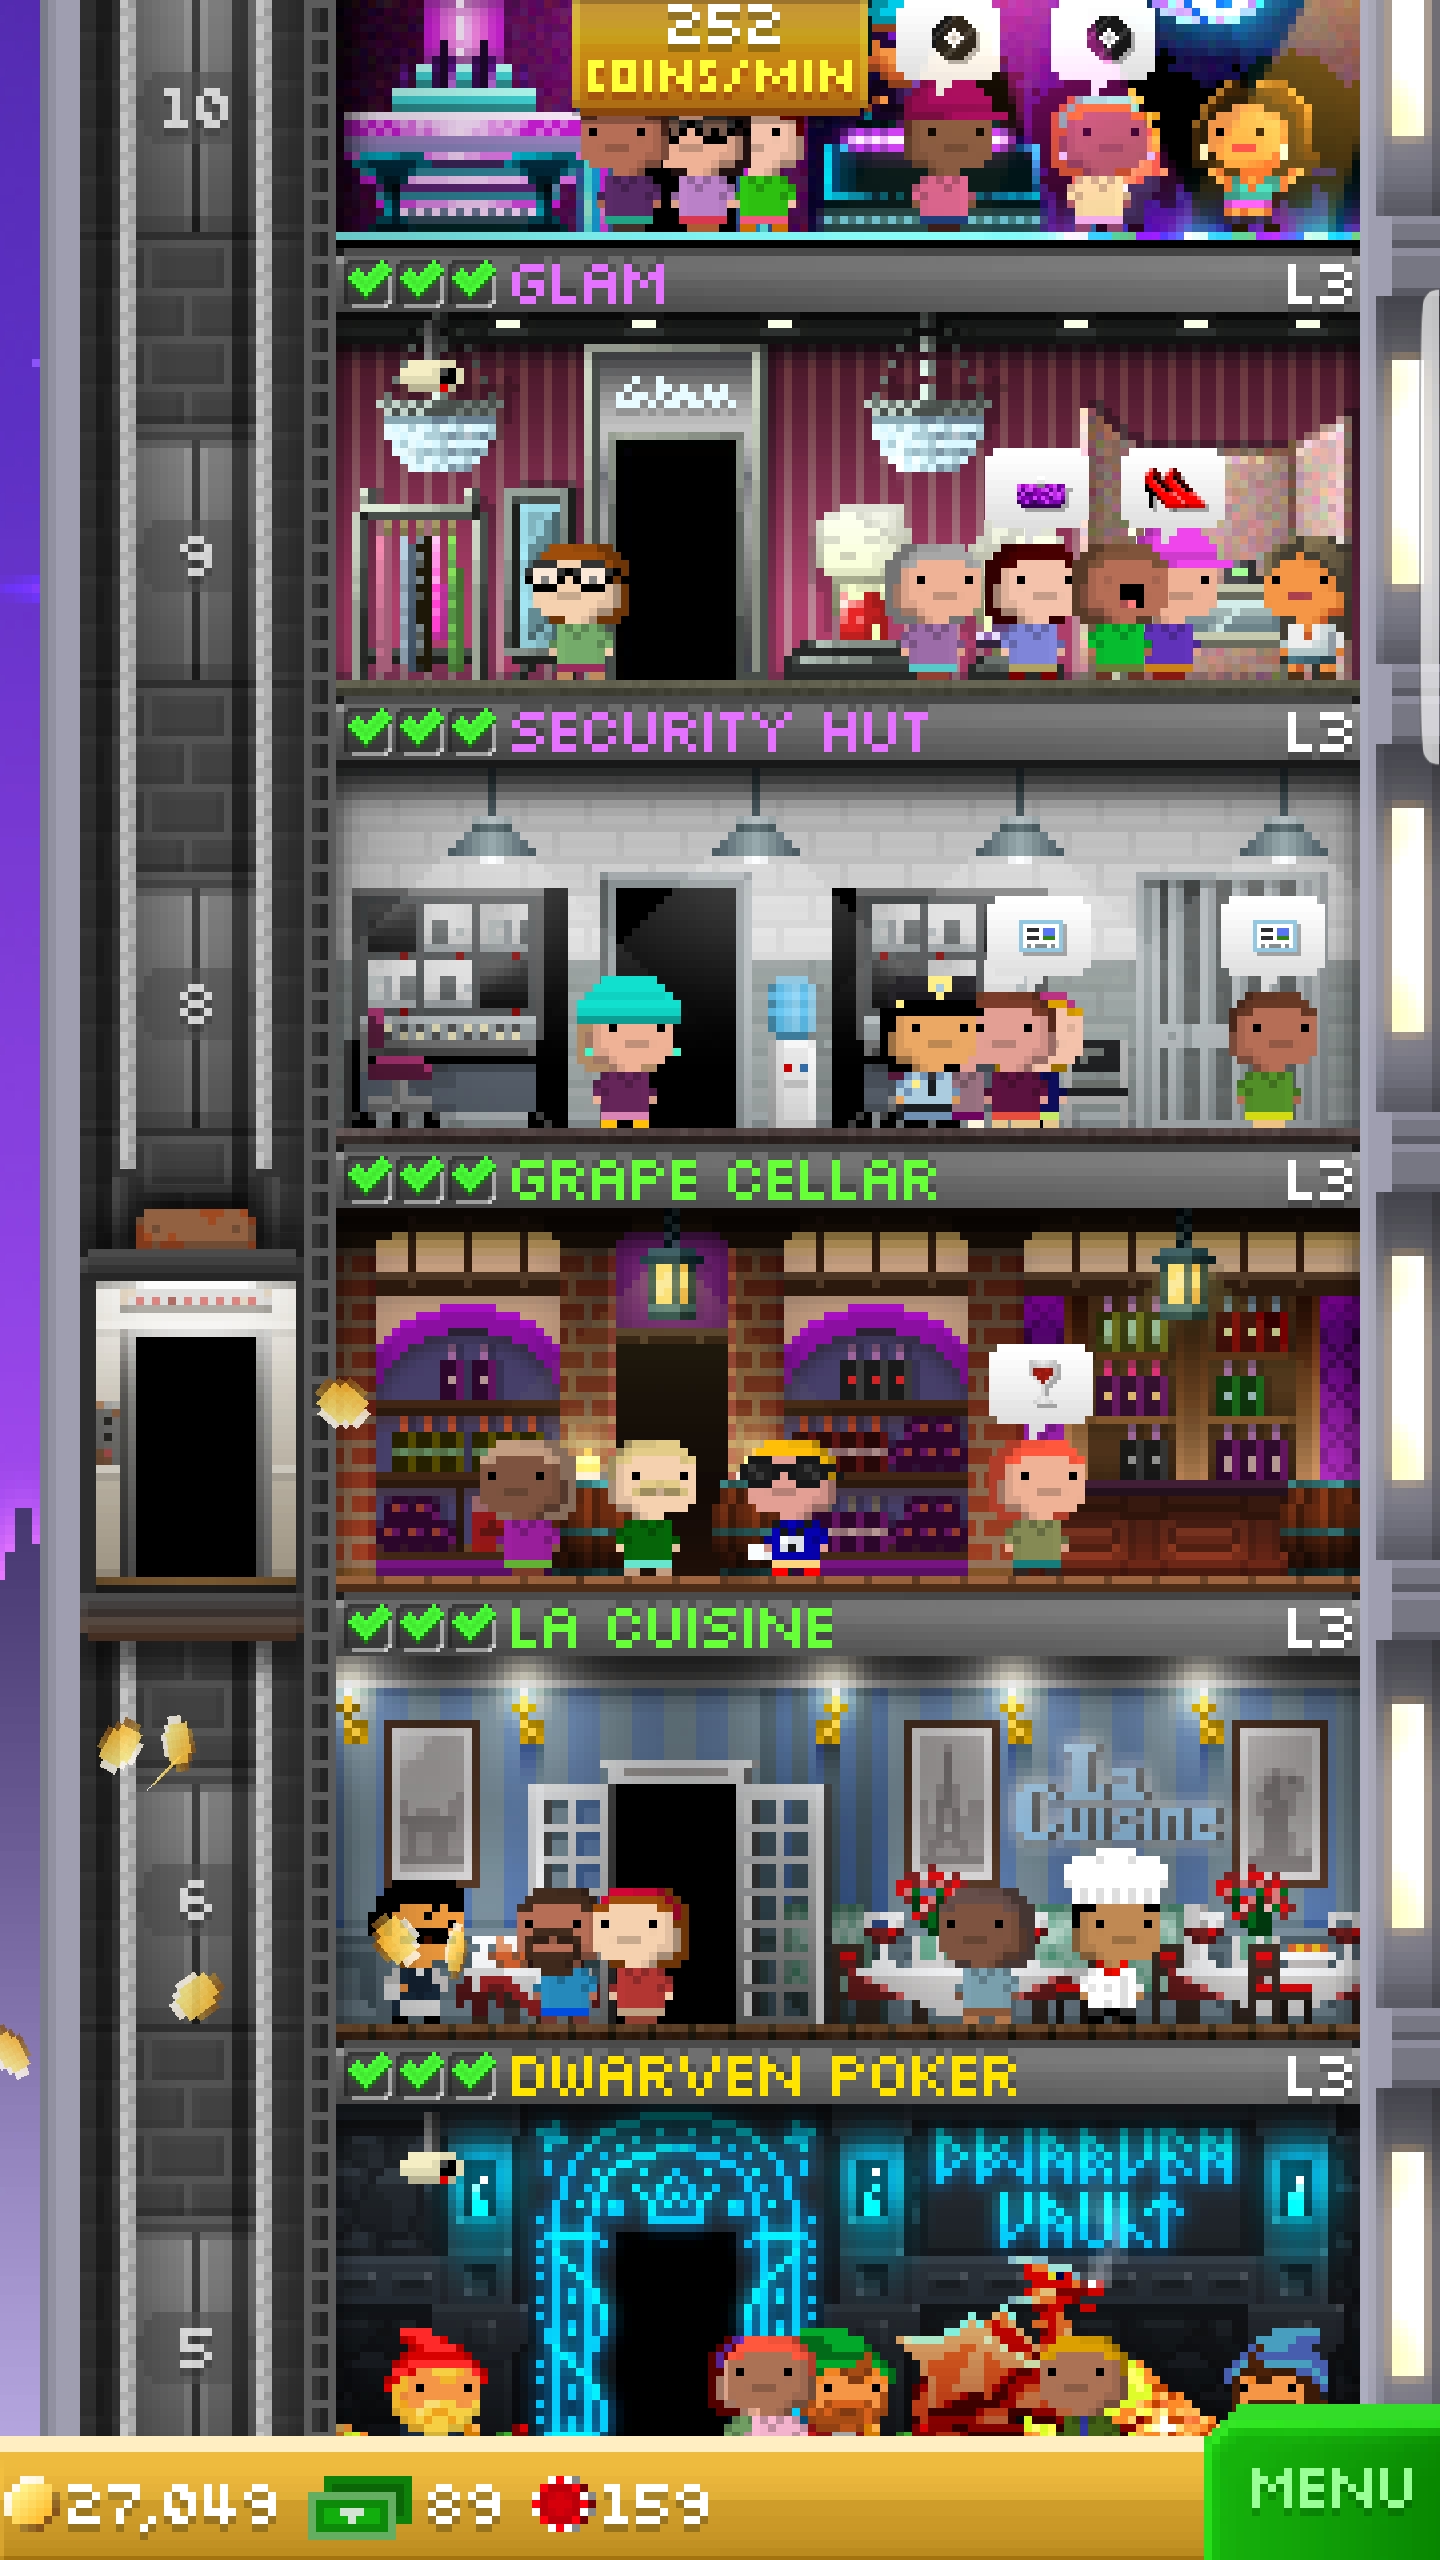 252
COINS/MIN
10
GLAM L3
Glam
9
SECURITY HUT L3
8
GRAPE CELLAR L3
LA CUISINE L3
La
Cuisine
6
DWARVEN POKER L3
DWARVEN
VAULT
5
27,049 89 159
MENU